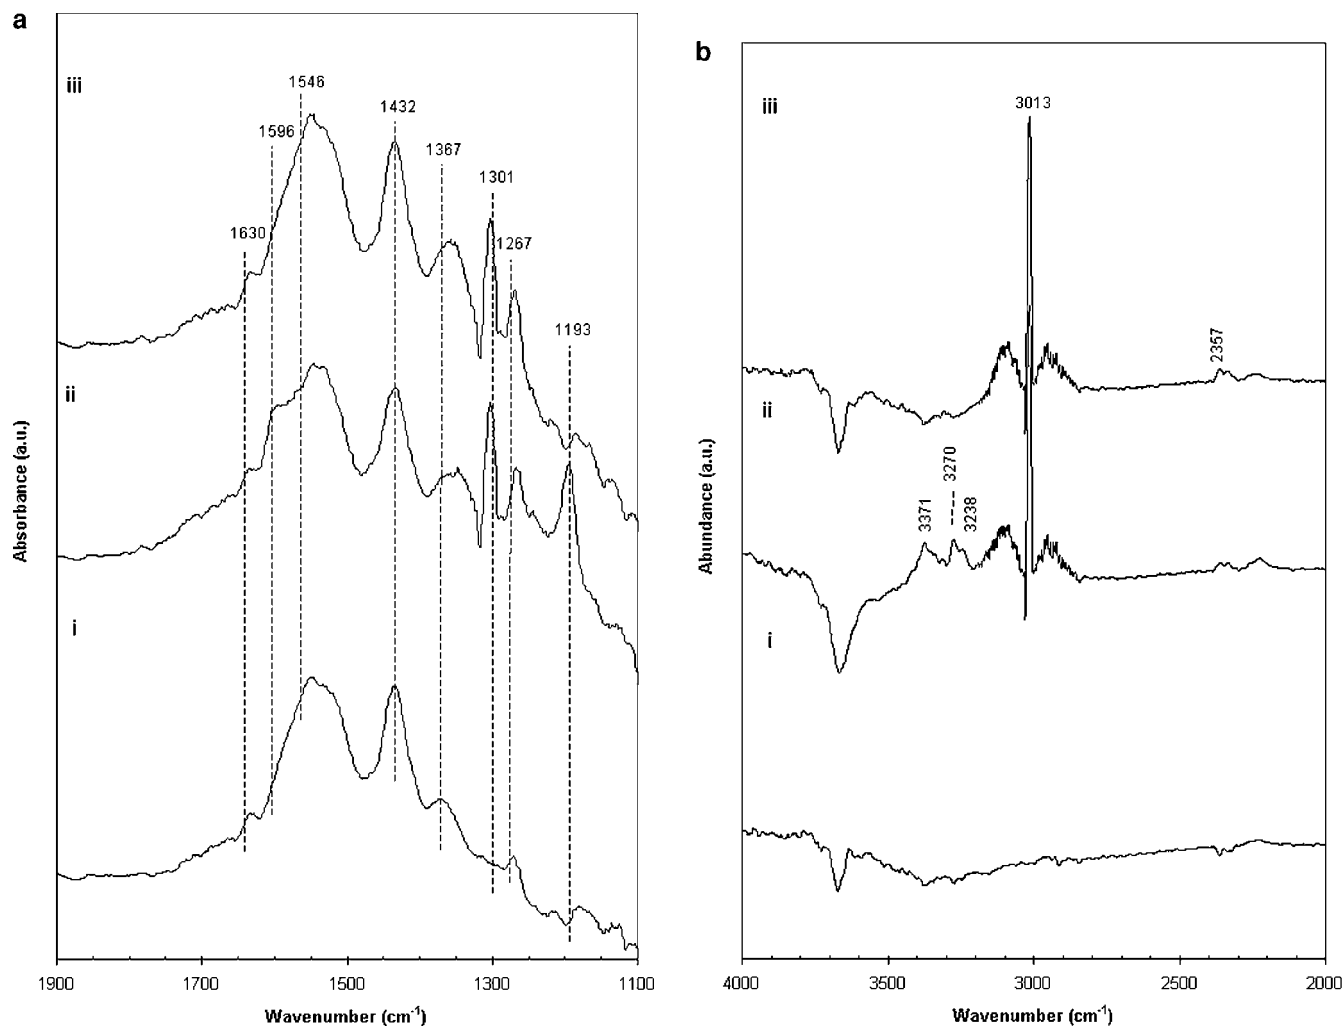 a
iii
1546
1432
1596
1367
1301
1630
1267
1193
ii
i
Absorbance (a.u.)
1900
1700
1500
1300
1100
Wavenumber (cm-1)
b
iii
3013
2357
ii
3371
3270
3238
i
Abundance (a.u.)
4000
3500
3000
2500
2000
Wavenumber (cm-1)